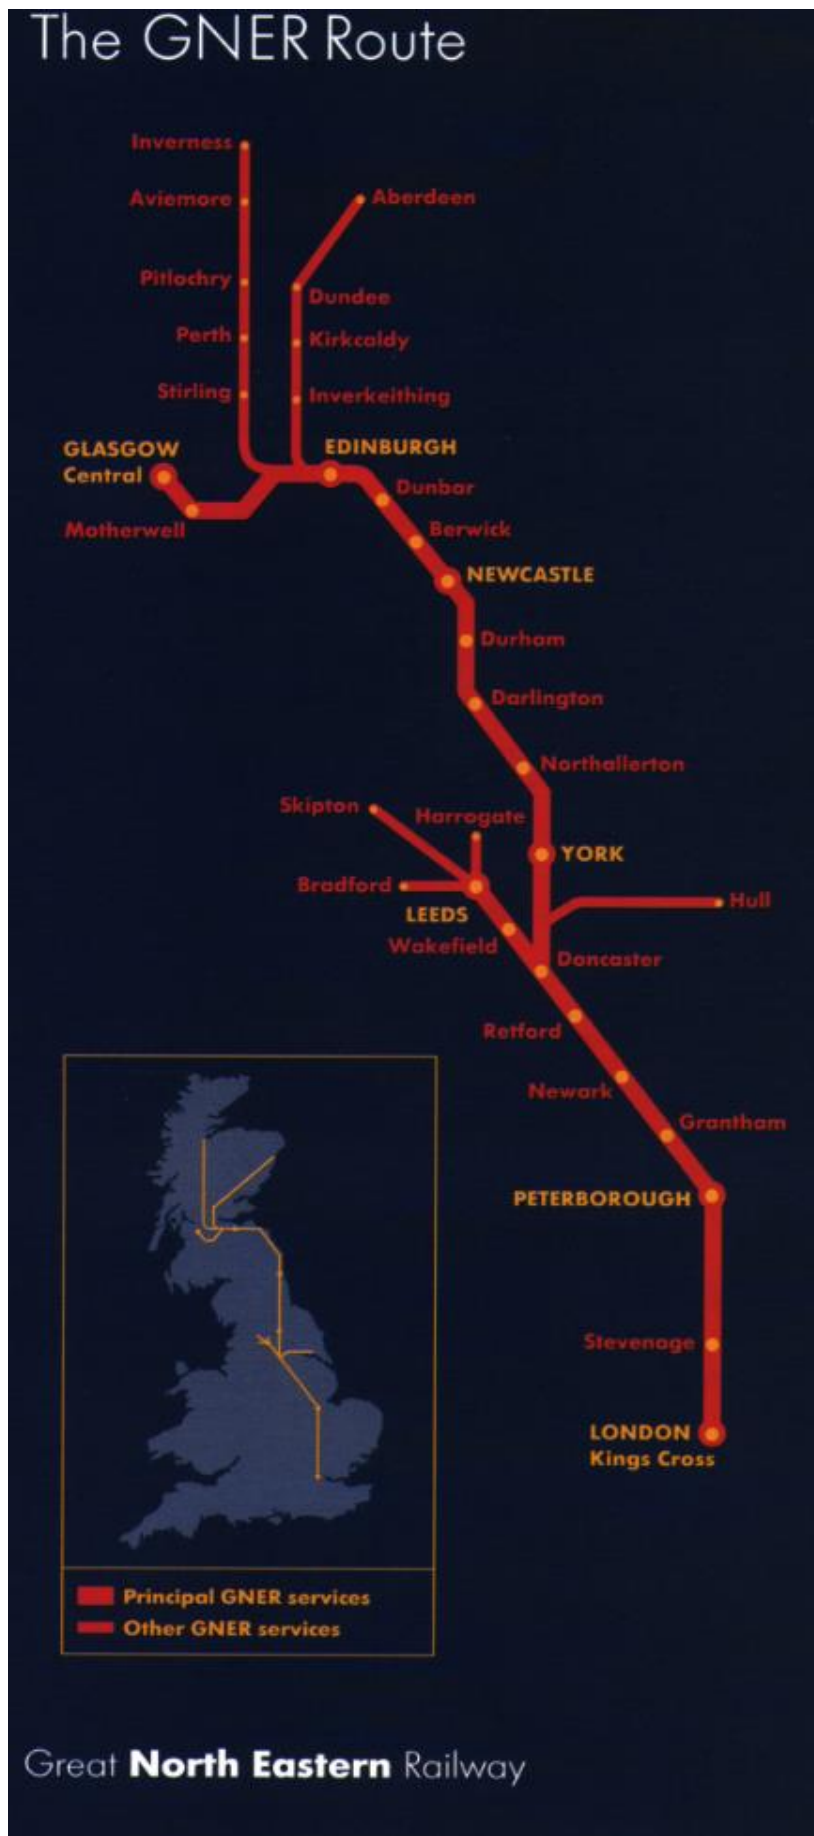 The GNER Route
Inverness
Aviemore
Aberdeen
Pitlochry
Dundee
Perth
Kirkcaldy
Stirling
Inverkeithing
GLASGOW
Central
EDINBURGH
Dunbar
Motherwell
Berwick
NEWCASTLE
Durham
Darlington
Northallerton
Skipton
Harrogate
YORK
Bradford
Hull
LEEDS
Wakefield
Doncaster
Retford
Newark
Grantham
PETERBOROUGH
Stevenage
LONDON
Kings Cross
Principal GNER services
Other GNER services
Great North Eastern Railway